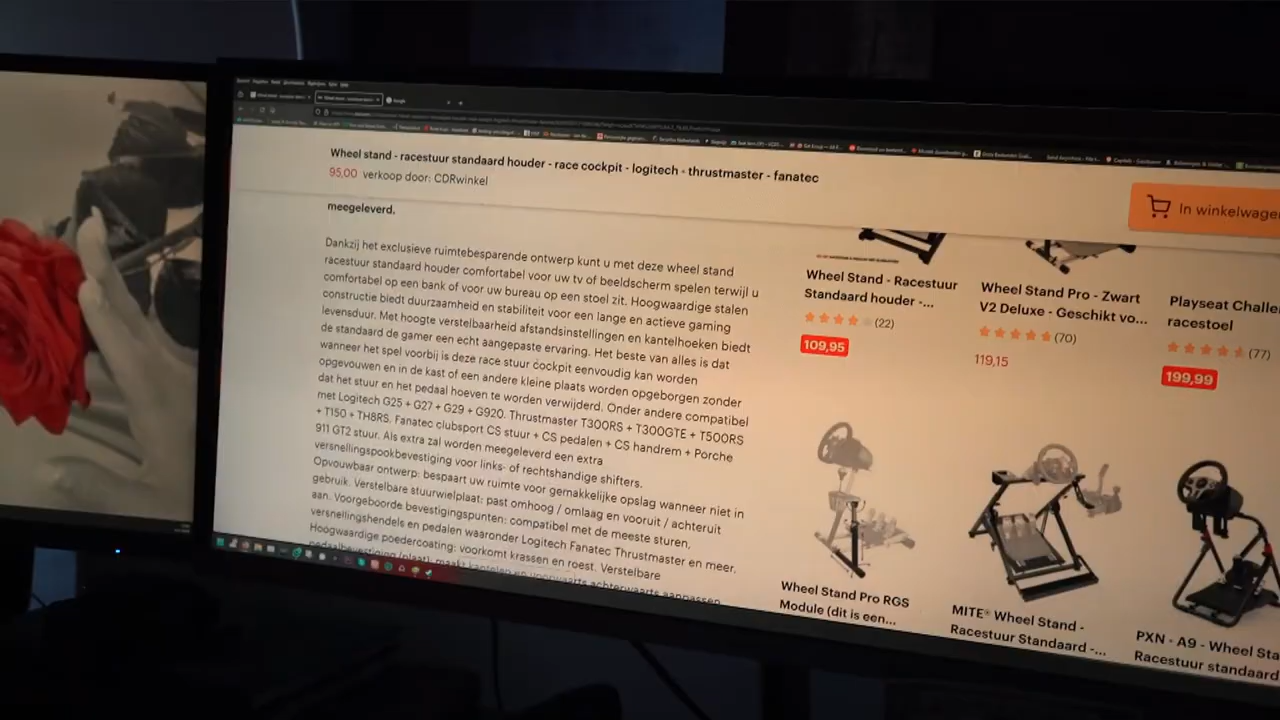 Wheel stand - racestuur standaard houder - race cockpit - logitech - thrustmaster - fanatec
95,00 verkoop door: CDRwinkel
In winkelwage
meegeleverd,
Dankzij het exclusieve ruimtebesparende ontwerp kunt u met deze wheel stand
racestuur standaard houder comfortabel voor uw tv of beeldscherm spelen terwijl u
comfortabel op een bank of voor uw bureau op een stoel zit. Hoogwaardige stalen
constructie biedt duurzaamheid en stabiliteit voor een lange en actieve gaming
levensduur. Met hoogte verstelbaarheid afstandsinstellingen en kantelhoeken biedt
de standaard de gamer een echt aangepaste ervaring. Het beste van alles is dat
wanneer het spel voorbij is deze race stuur cockpit eenvoudig kan worden
opgevouwen en in de kast of een andere kleine plaats worden opgeborgen zonder
dat het stuur en het pedaal hoeven te worden verwijderd. Onder andere compatibel
met Logitech G25 + G27 + G29 + G920. Thrustmaster T300RS + T300GTE + T500RS
+ T150 + TH8RS. Fanatec clubsport CS stuur + CS pedalen + CS handrem + Porche
911 GT2 stuur. Als extra zal worden meegeleverd een extra
versnellingspookbevestiging voor links- of rechtshandige shifters.
Opvouwbaar ontwerp: bespaart uw ruimte voor gemakkelijke opslag wanneer niet in
gebruik. Verstelbare stuurwielplaat: past omhoog / omlaag en vooruit / achteruit
aan. Voorgeboorde bevestigingspunten: compatibel met de meeste sturen,
versnellingshendels en pedalen waaronder Logitech Fanatec Thrustmaster en meer,
Hoogwaardige poedercoating: voorkomt krassen en roest. Verstelbare
pedaalbevestiging (plaat): maakt kantelen en voorwaarts achterwaarts aanpassen
Wheel Stand - Racestuur
Standaard houder -...
(22)
109,95
Wheel Stand Pro - Zwart
V2 Deluxe - Geschikt vo...
(70)
119,15
Playseat Challe
racestoel
(77)
199,99
Wheel Stand Pro RGS
Module (dit is een...
MITE® Wheel Stand -
Racestuur Standaard -...
PXN - A9 - Wheel Sta
Racestuur standaard